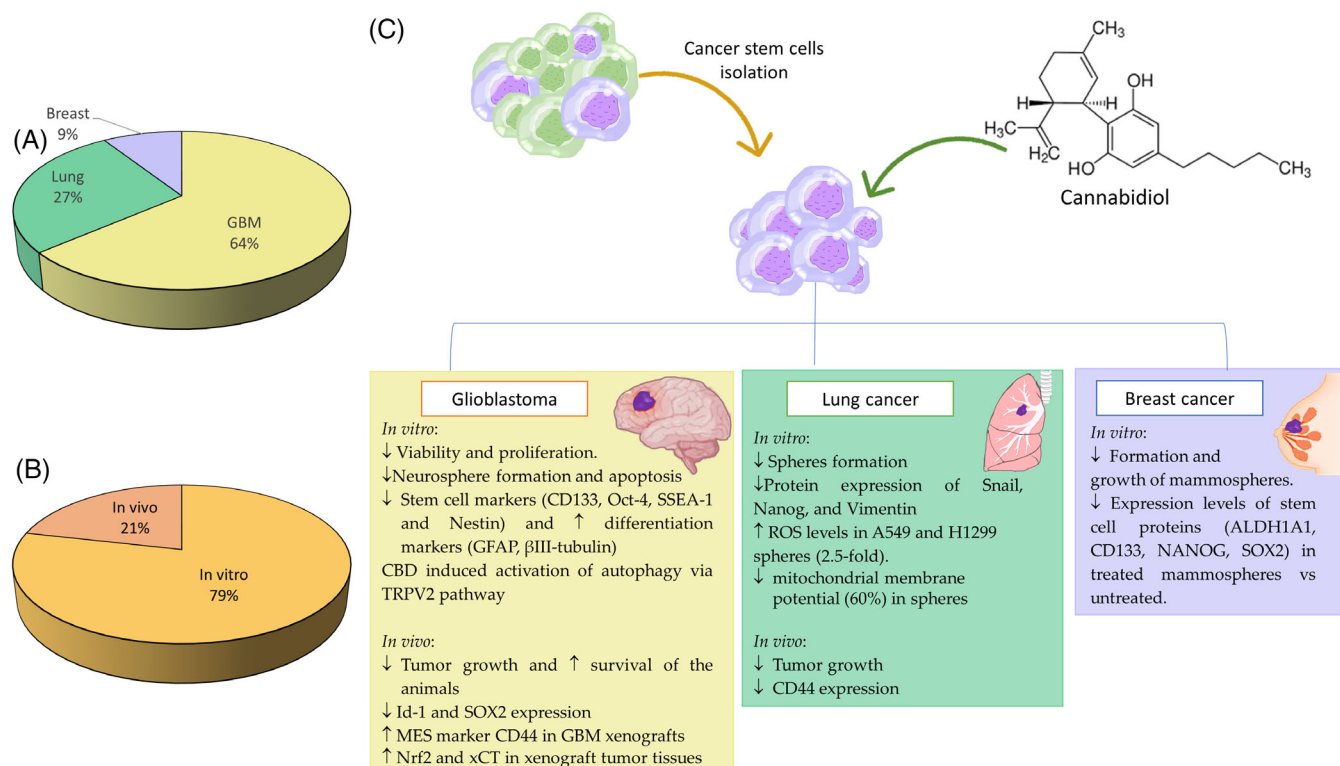 (A)
Breast
9%
Lung
27%
GBM
64%
(B)
In vivo
21%
In vitro
79%
(C)
Cancer stem cells
isolation
CH₃
H
H
OH
H₃C
H₂C
HO
CH₃
Cannabidiol
Glioblastoma
In vitro:
↓ Viability and proliferation.
↓Neurosphere formation and apoptosis
↓ Stem cell markers (CD133, Oct-4, SSEA-1
and Nestin) and ↑ differentiation
markers (GFAP, βIII-tubulin)
CBD induced activation of autophagy via
TRPV2 pathway
In vivo:
↓ Tumor growth and ↑ survival of the
animals
↓ Id-1 and SOX2 expression
↑ MES marker CD44 in GBM xenografts
↑ Nrf2 and xCT in xenograft tumor tissues
Lung cancer
In vitro:
↓ Spheres formation
↓Protein expression of Snail,
Nanog, and Vimentin
↑ ROS levels in A549 and H1299
spheres (2.5-fold).
↓ mitochondrial membrane
potential (60%) in spheres
In vivo:
↓ Tumor growth
↓ CD44 expression
Breast cancer
In vitro:
↓ Formation and
growth of mammospheres.
↓ Expression levels of stem
cell proteins (ALDH1A1,
CD133, NANOG, SOX2) in
treated mammospheres vs
untreated.